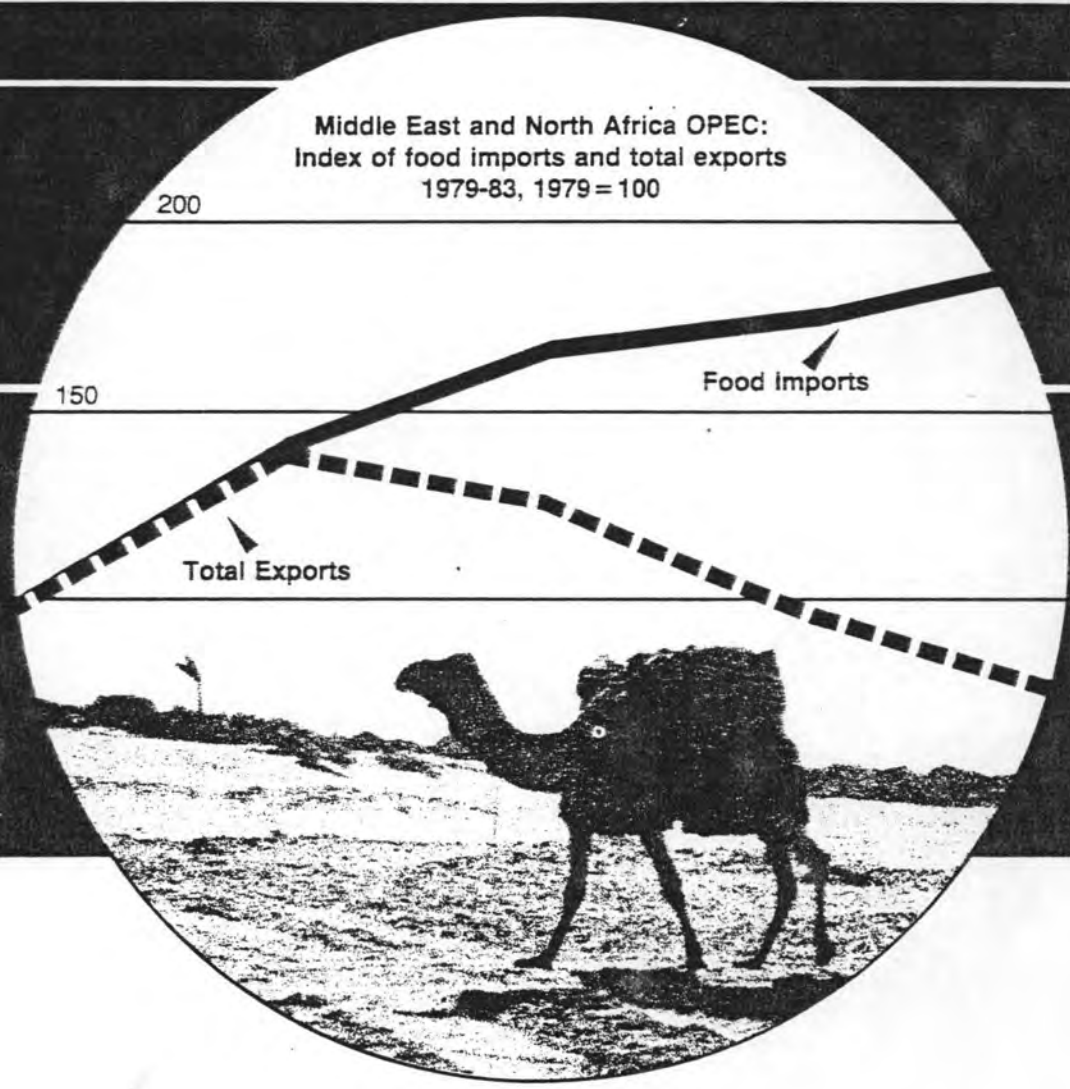 Middle East and North Africa OPEC:
Index of food imports and total exports
1979-83, 1979=100
200
Food Imports
150
Total Exports